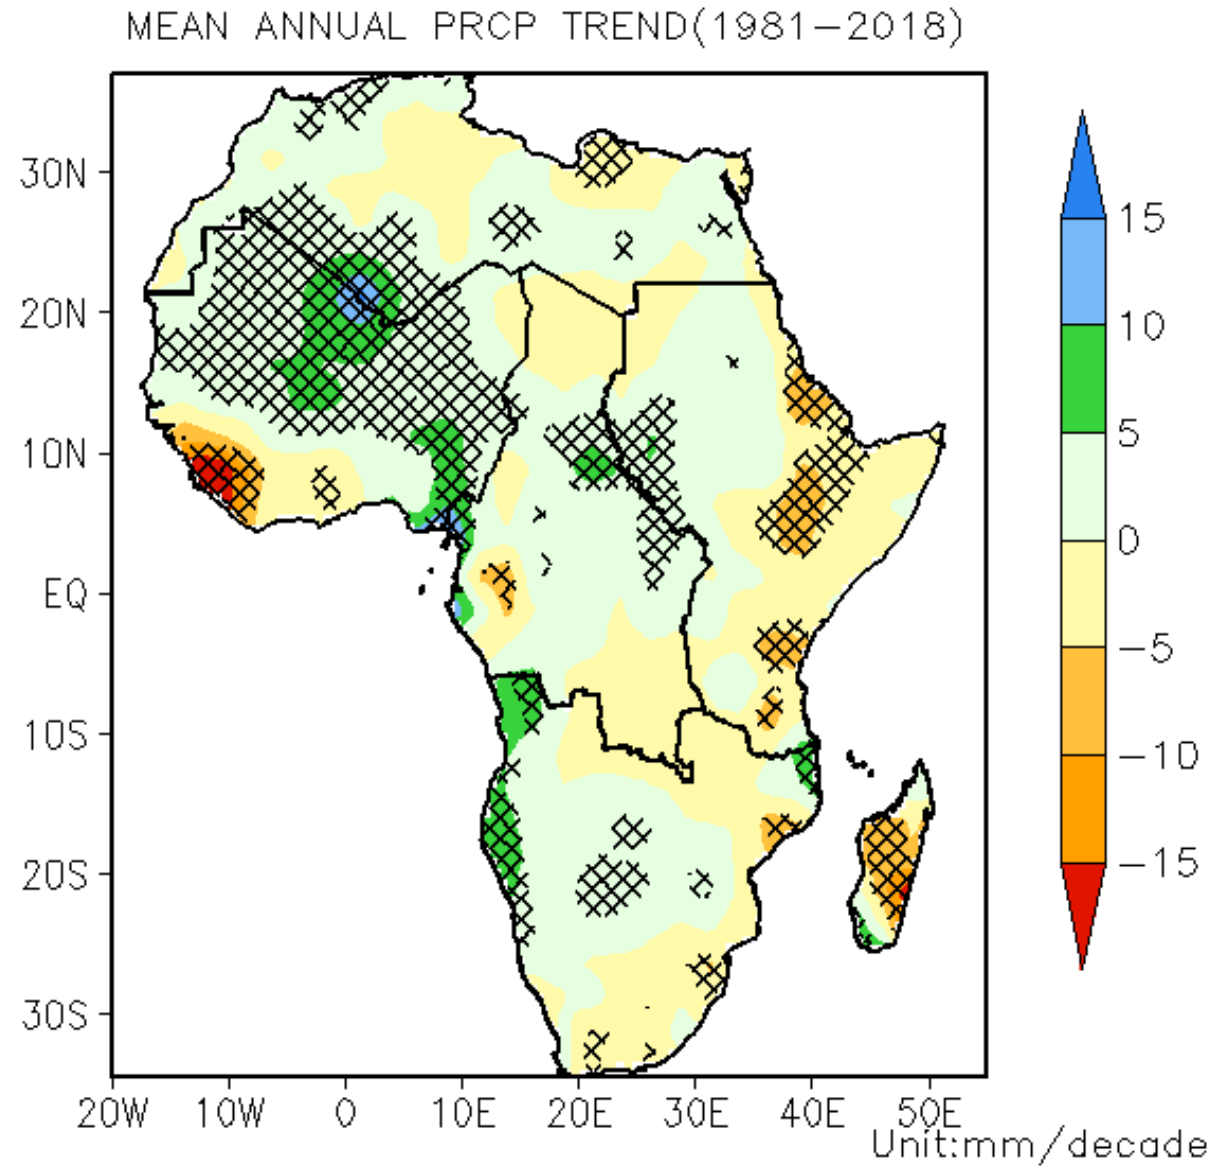 MEAN ANNUAL PRCP TREND(1981−2018)
30N
20N
10N
EQ
10S
20S
30S
20W 10W 0 10E 20E 30E 40E 50E
15
10
5
0
−5
−10
−15
Unit:mm/decade